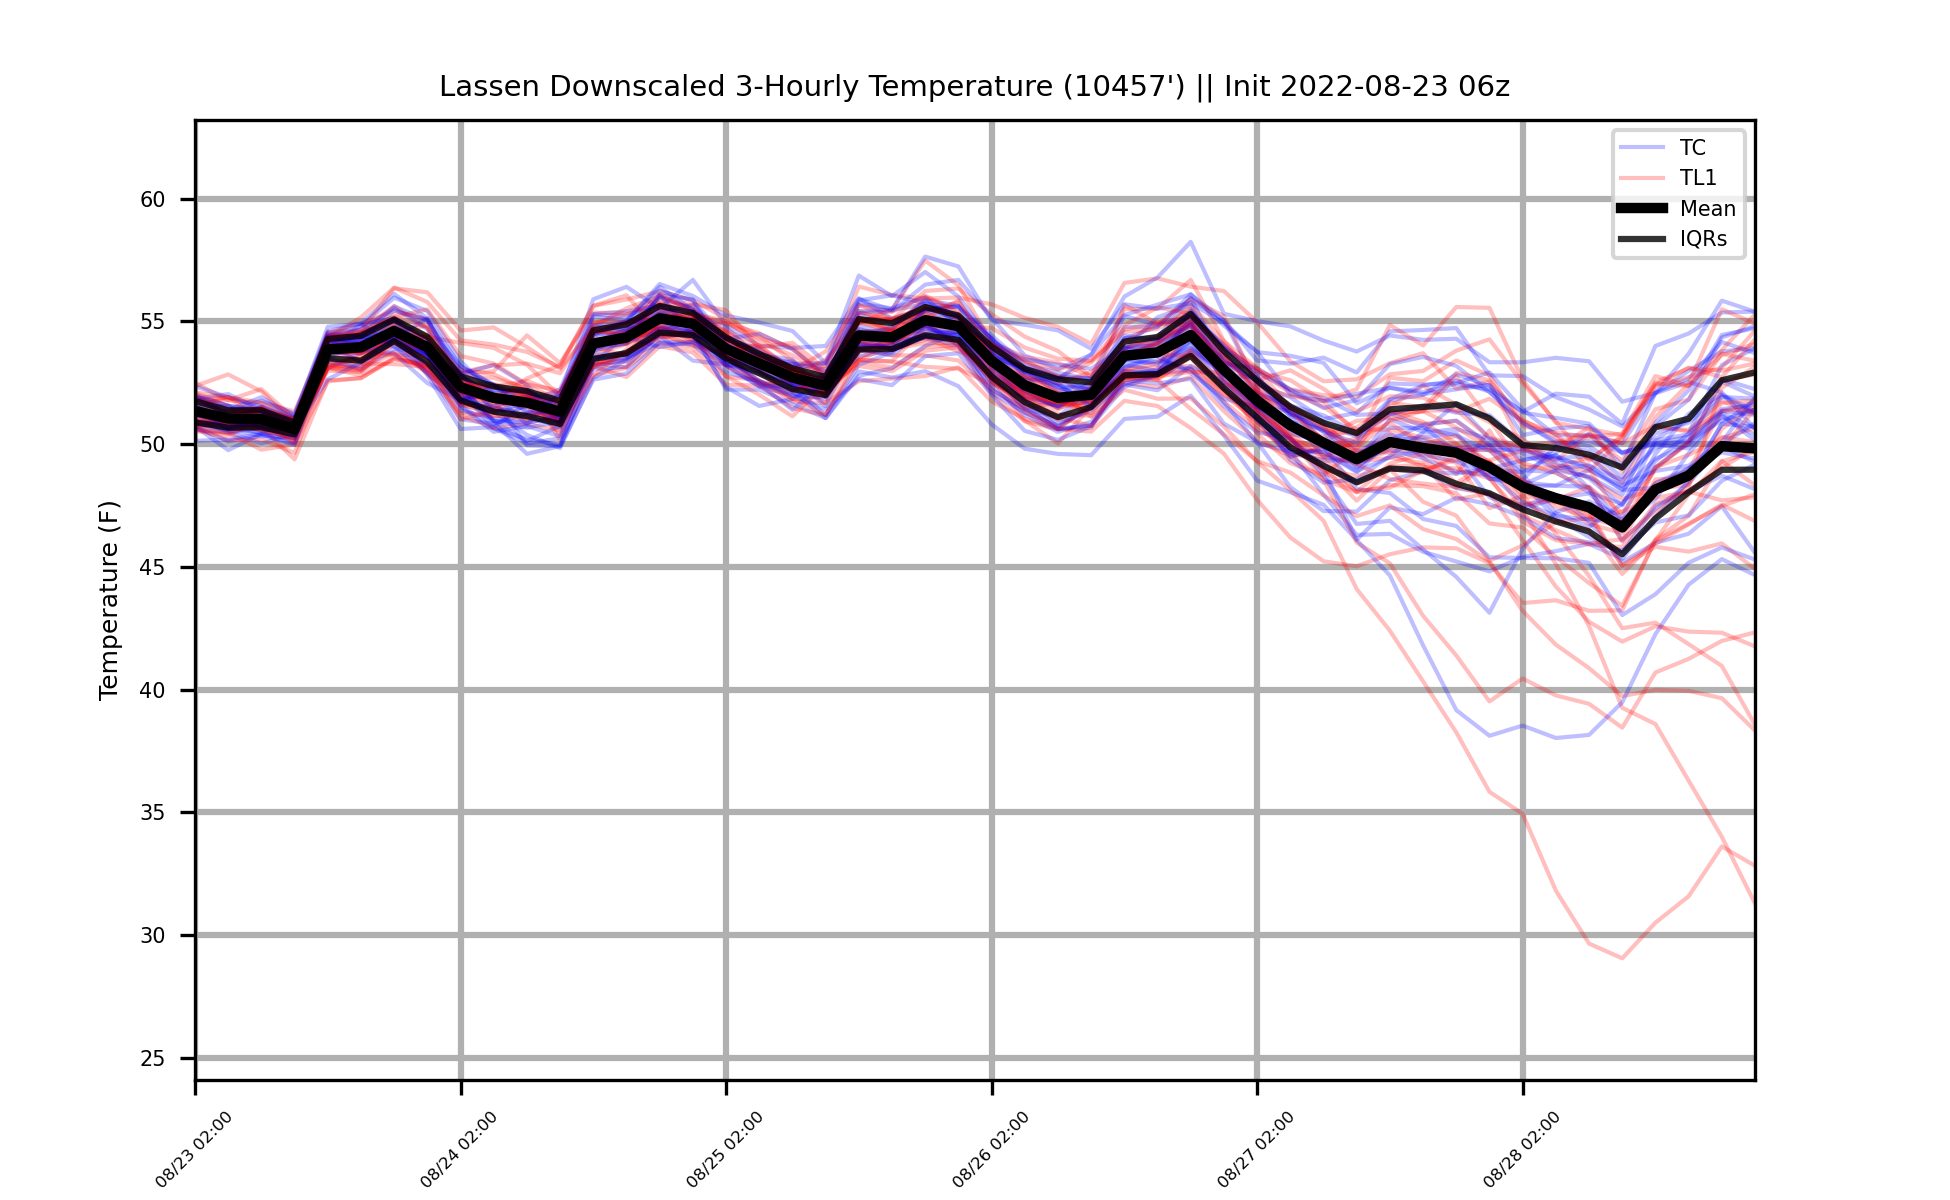 Lassen Downscaled 3-Hourly Temperature (10457') || Init 2022-08-23 06z
TC
TL1
Mean
IQRs
Temperature (F)
60
55
50
45
40
35
30
25
08/23 02:00
08/24 02:00
08/25 02:00
08/26 02:00
08/27 02:00
08/28 02:00